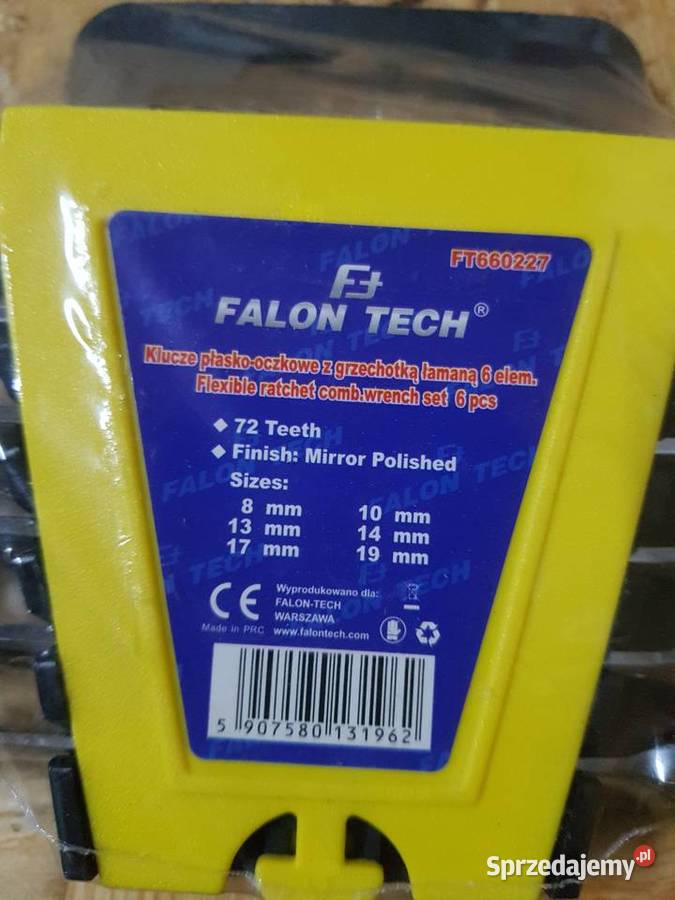 FT660227
FALON TECH®
Klucze płasko-oczkowe z grzechotką łamaną 6 elem.
Flexible ratchet comb.wrench set 6 pcs
◆ 72 Teeth
◆ Finish: Mirror Polished
Sizes:
8 mm 10 mm
13 mm 14 mm
17 mm 19 mm
CE
Wyprodukowano dla:
FALON-TECH
WARSZAWA
Made in PRC www.falontech.com
5 907580 131962
Sprzedajemy.pl